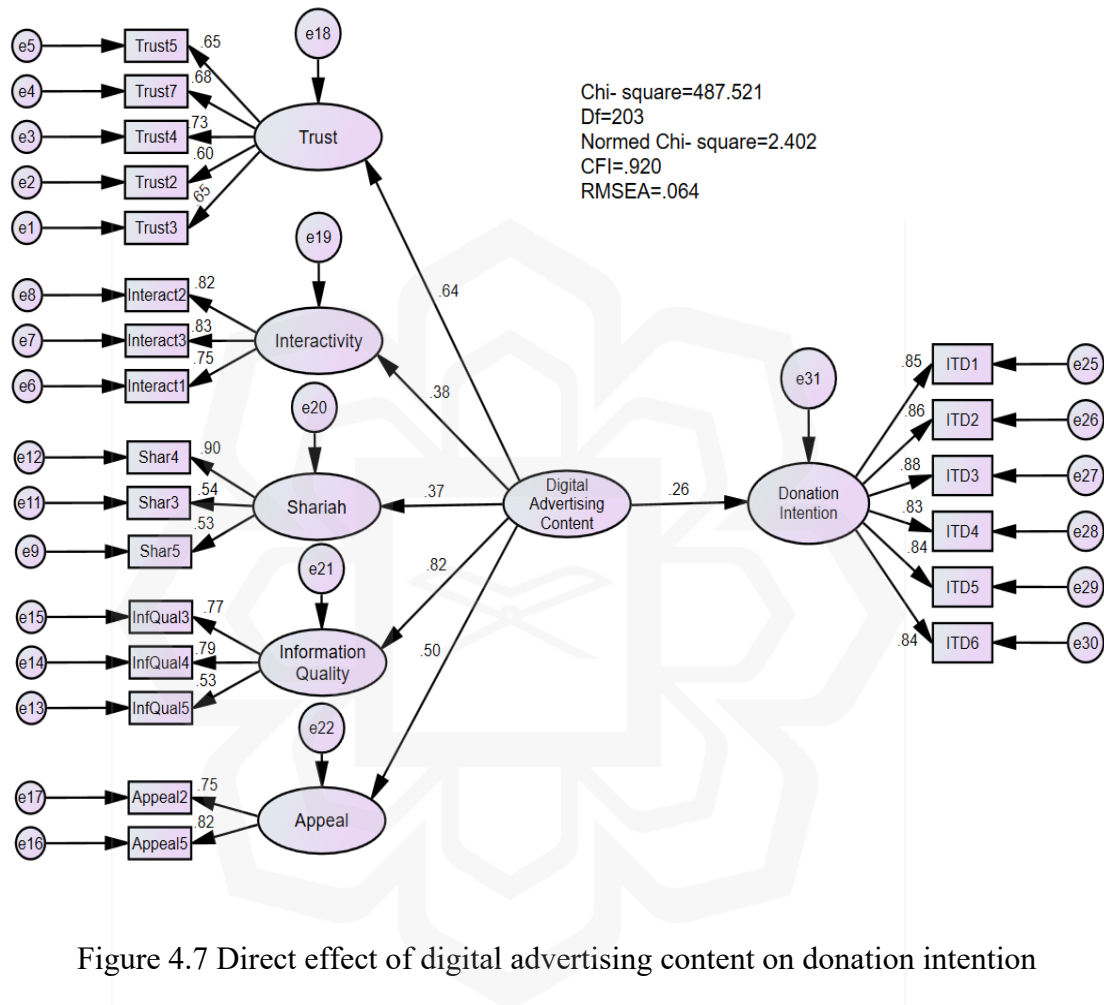 e18
e5 Trust5 .65
e4 Trust7 .68
e3 Trust4 .73
e2 Trust2 .60
e1 Trust3 .65
Trust
Chi- square=487.521
Df=203
Normed Chi- square=2.402
CFI=.920
RMSEA=.064
e19
e8 Interact2 .82
e7 Interact3 .83
e6 Interact1 .75
Interactivity
.64
.38
e20
e12 Shar4 .90
e11 Shar3 .54
e9 Shar5 .53
Shariah
.37
Digital
Advertising
Content
.26
e31
Donation
Intention
.85 ITD1 e25
.86 ITD2 e26
.88 ITD3 e27
.83 ITD4 e28
.84 ITD5 e29
.84 ITD6 e30
e21
.82
e15 InfQual3 .77
e14 InfQual4 .79
e13 InfQual5 .53
Information
Quality
.50
e22
e17 Appeal2 .75
e16 Appeal5 .82
Appeal
Figure 4.7 Direct effect of digital advertising content on donation intention